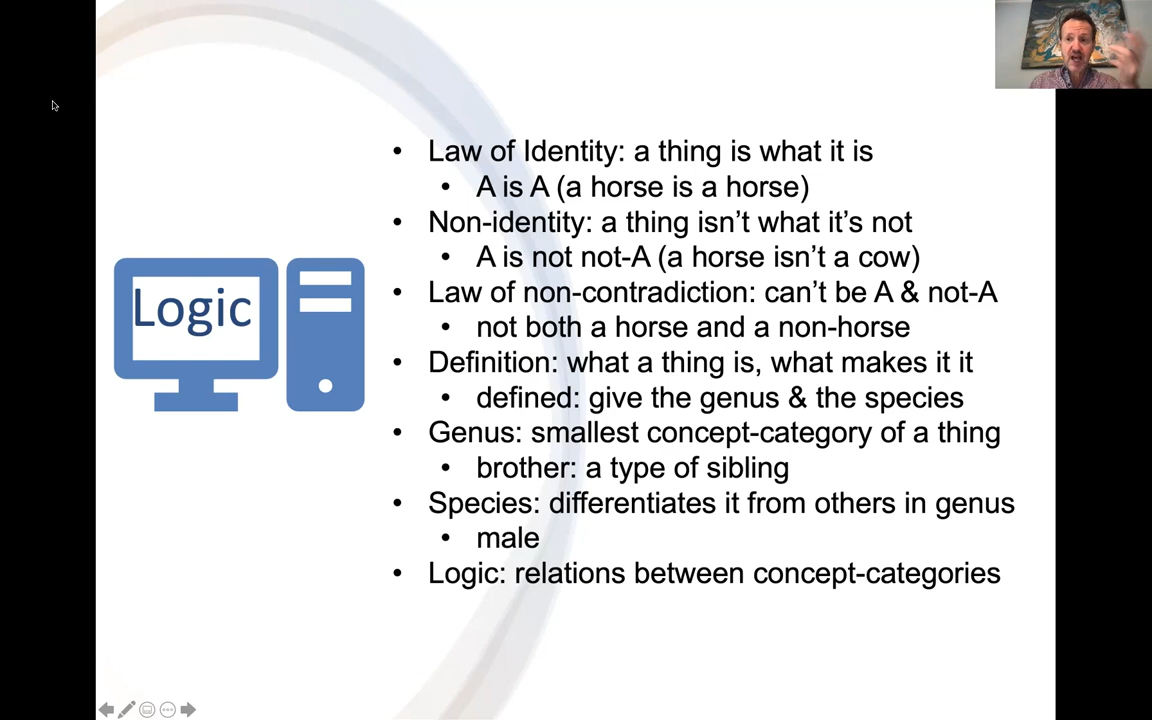 Logic
• Law of Identity: a thing is what it is
• A is A (a horse is a horse)
• Non-identity: a thing isn’t what it’s not
• A is not not-A (a horse isn’t a cow)
• Law of non-contradiction: can’t be A & not-A
• not both a horse and a non-horse
• Definition: what a thing is, what makes it it
• defined: give the genus & the species
• Genus: smallest concept-category of a thing
• brother: a type of sibling
• Species: differentiates it from others in genus
• male
• Logic: relations between concept-categories